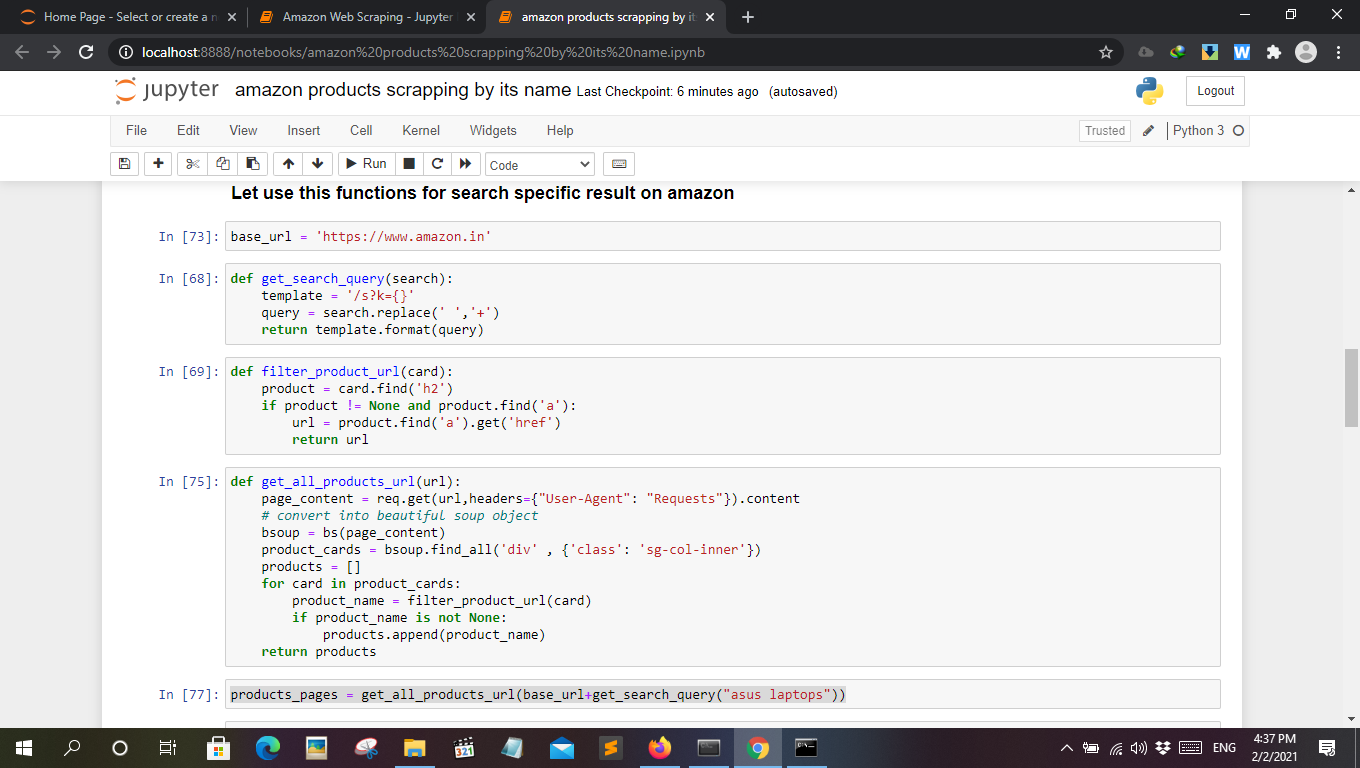 Home Page - Select or create a n
Amazon Web Scraping - Jupyter
amazon products scrapping by it
localhost:8888/notebooks/amazon%20products%20scrapping%20by%20its%20name.ipynb
jupyter amazon products scrapping by its name Last Checkpoint: 6 minutes ago (autosaved)
Logout
File Edit View Insert Cell Kernel Widgets Help
Trusted
Python 3
Run
Code
Let use this functions for search specific result on amazon
In [73]: base_url = 'https://www.amazon.in'
In [68]: def get_search_query(search):
    template = '/s?k={}'
    query = search.replace(' ','+')
    return template.format(query)
In [69]: def filter_product_url(card):
    product = card.find('h2')
    if product != None and product.find('a'):
        url = product.find('a').get('href')
        return url
In [75]: def get_all_products_url(url):
    page_content = req.get(url,headers={"User-Agent": "Requests"}).content
    # convert into beautiful soup object
    bsoup = bs(page_content)
    product_cards = bsoup.find_all('div' , {'class': 'sg-col-inner'})
    products = []
    for card in product_cards:
        product_name = filter_product_url(card)
        if product_name is not None:
            products.append(product_name)
    return products
In [77]: products_pages = get_all_products_url(base_url+get_search_query("asus laptops"))
321
ENG
4:37 PM
2/2/2021